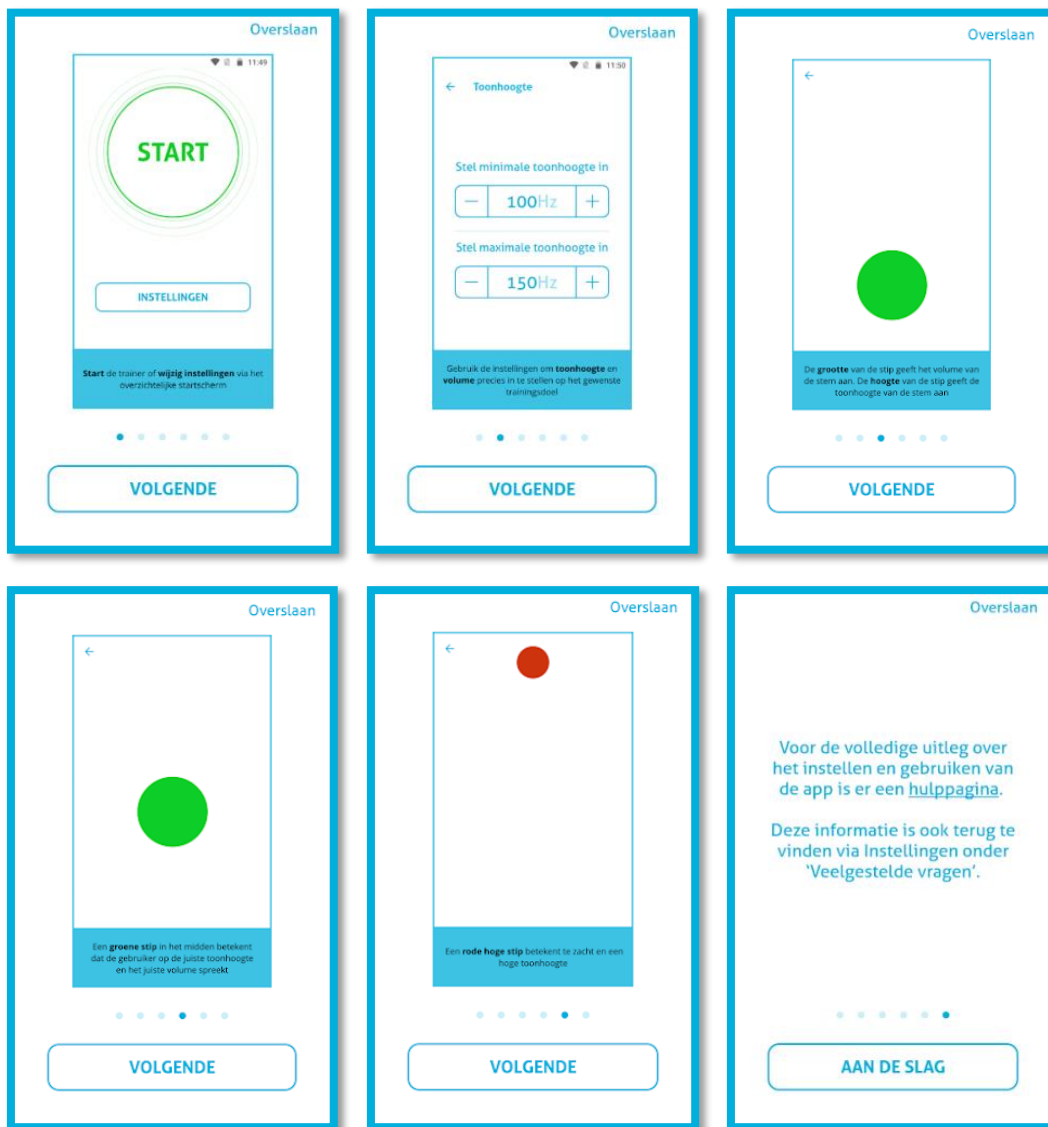 Overslaan
11:49
START
INSTELLINGEN
Start de trainer of wijzig instellingen via het
overzichtelijke startscherm
VOLGENDE
Overslaan
11:50
← Toonhoogte
Stel minimale toonhoogte in
− 100Hz +
Stel maximale toonhoogte in
− 150Hz +
Gebruik de instellingen om toonhoogte en
volume precies in te stellen op het gewenste
trainingsdoel
VOLGENDE
Overslaan
←
De grootte van de stip geeft het volume van
de stem aan. De hoogte van de stip geeft de
toonhoogte van de stem aan
VOLGENDE
Overslaan
←
Een groene stip in het midden betekent
dat de gebruiker op de juiste toonhoogte
en het juiste volume spreekt
VOLGENDE
Overslaan
←
Een rode hoge stip betekent te zacht en een
hoge toonhoogte
VOLGENDE
Overslaan
Voor de volledige uitleg over
het instellen en gebruiken van
de app is er een hulppagina.
Deze informatie is ook terug te
vinden via Instellingen onder
‘Veelgestelde vragen’.
AAN DE SLAG